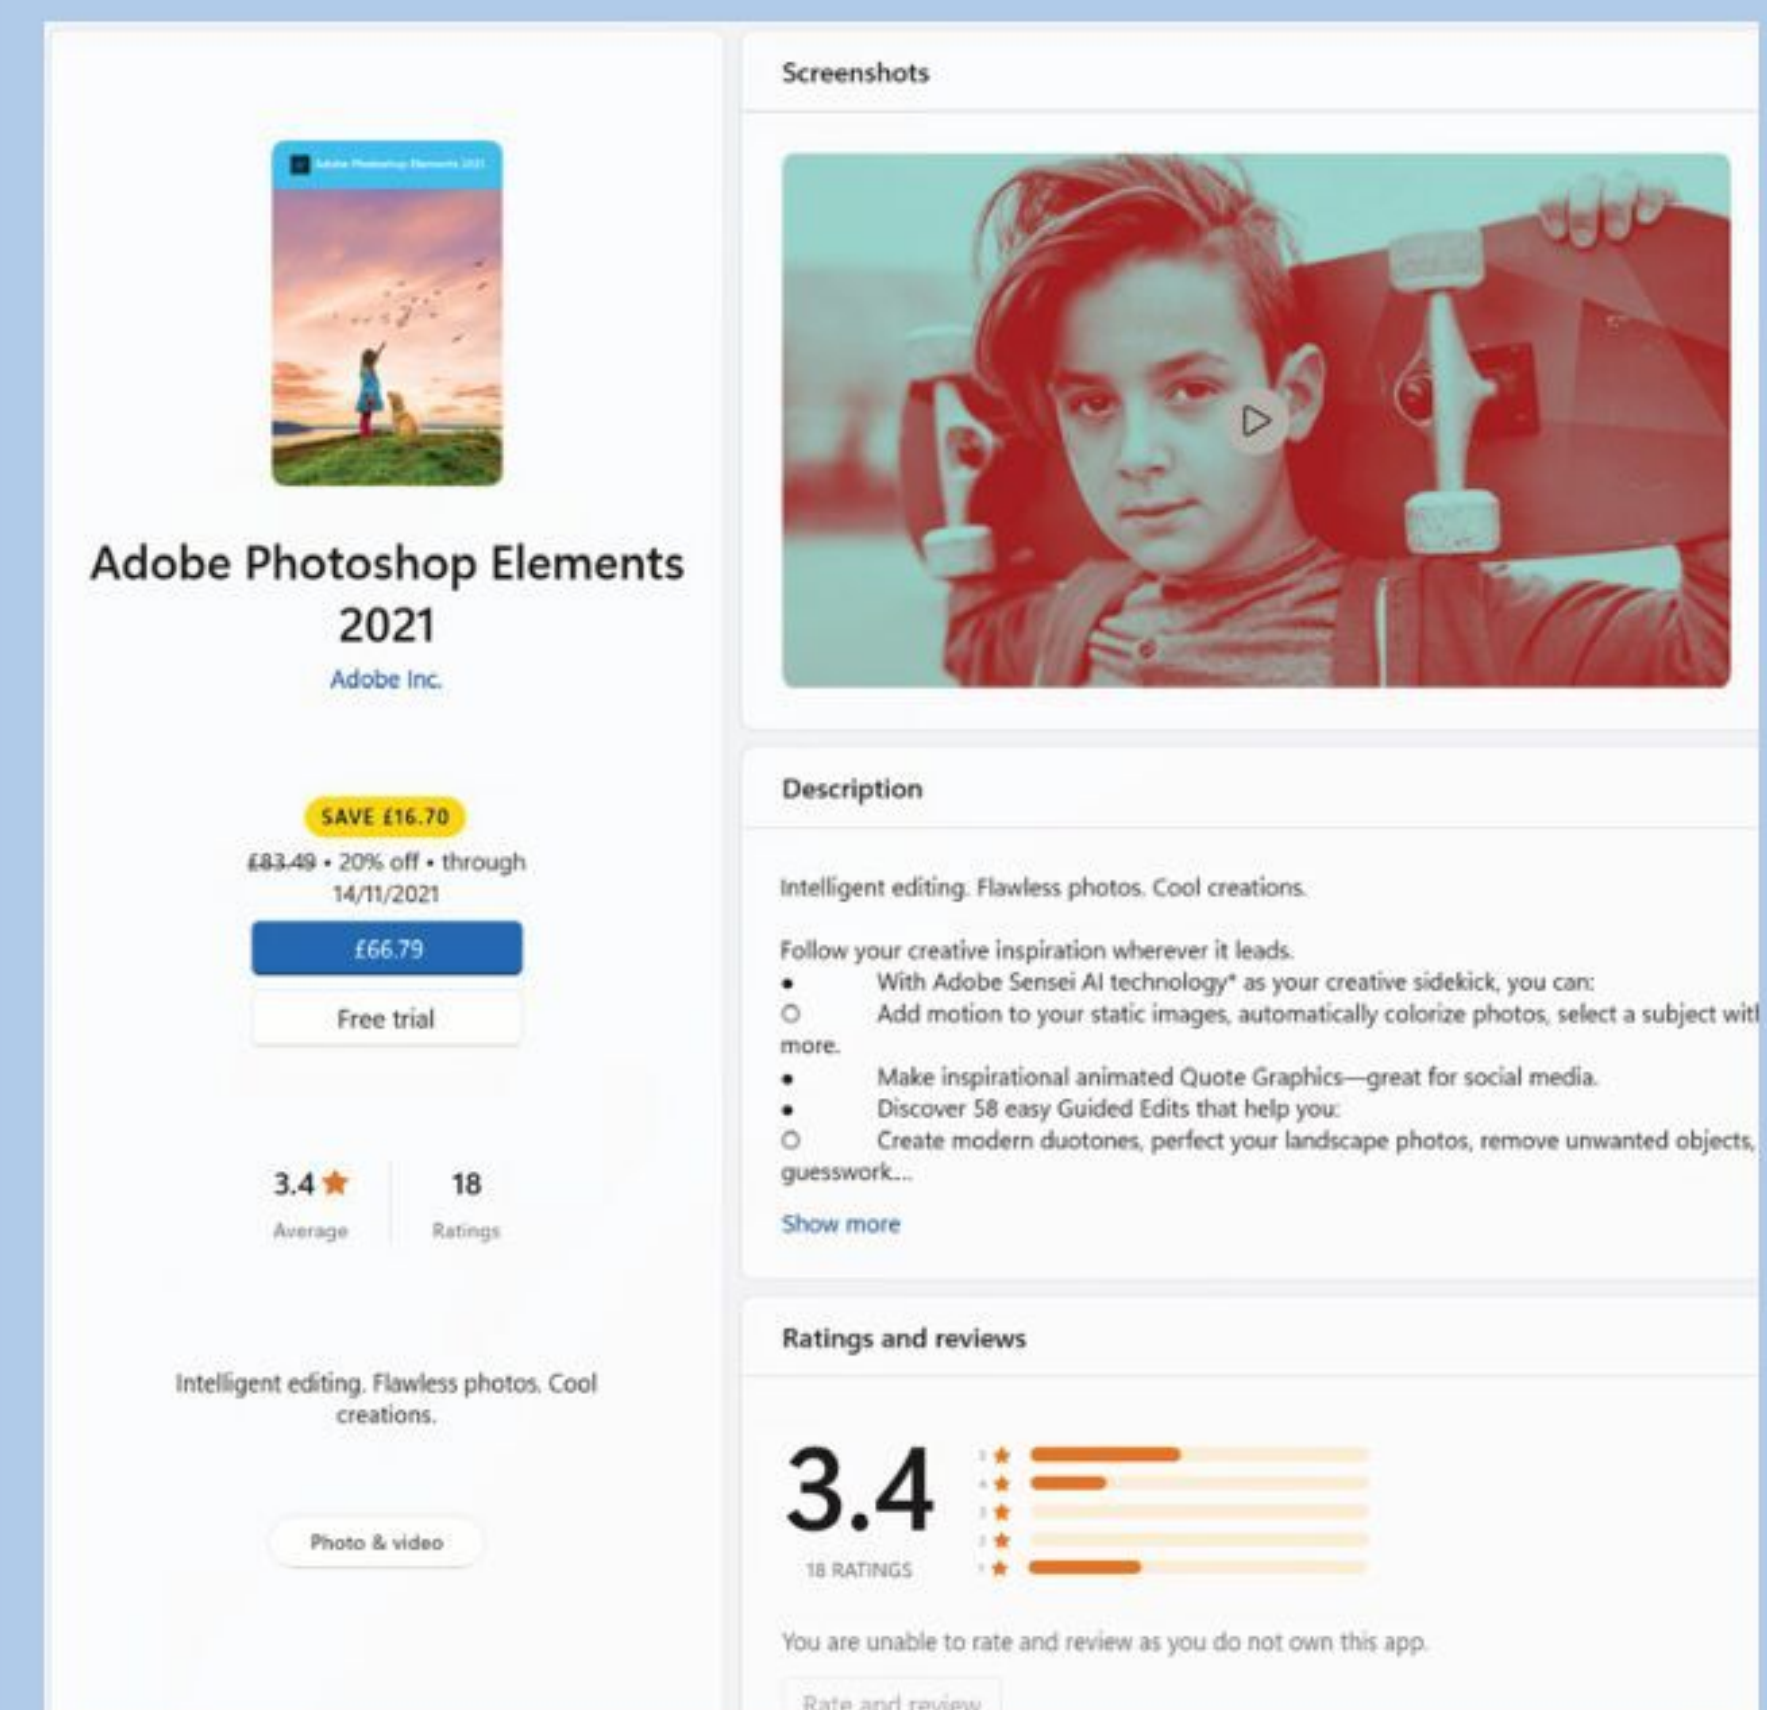 Adobe Photoshop Elements 2021
Adobe Photoshop Elements
2021
Adobe Inc.
SAVE £16.70
£83.49 • 20% off • through
14/11/2021
£66.79
Free trial
3.4
18
Average
Ratings
Intelligent editing. Flawless photos. Cool
creations.
Photo & video
Screenshots
Description
Intelligent editing. Flawless photos. Cool creations.
Follow your creative inspiration wherever it leads.
• With Adobe Sensei AI technology* as your creative sidekick, you can:
○ Add motion to your static images, automatically colorize photos, select a subject with
more.
• Make inspirational animated Quote Graphics—great for social media.
• Discover 58 easy Guided Edits that help you:
○ Create modern duotones, perfect your landscape photos, remove unwanted objects,
guesswork...
Show more
Ratings and reviews
3.4
18 RATINGS
You are unable to rate and review as you do not own this app.
Rate and review